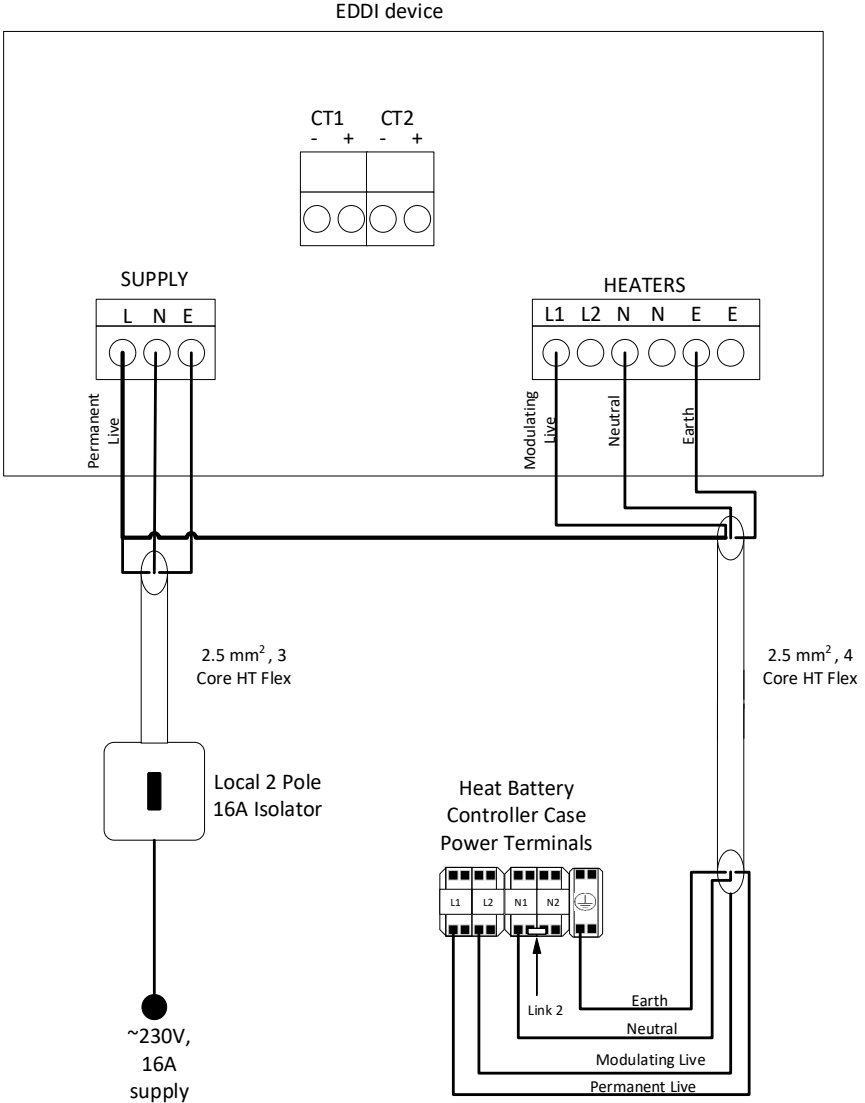 EDDI device
CT1 CT2
- + - +
SUPPLY
L N E
HEATERS
L1 L2 N N E E
Permanent
Live
Modulating
Live
Neutral
Earth
2.5 mm², 3
Core HT Flex
2.5 mm², 4
Core HT Flex
Local 2 Pole
16A Isolator
Heat Battery
Controller Case
Power Terminals
L1 L2 N1 N2
Link 2
Earth
Neutral
Modulating Live
Permanent Live
~230V,
16A
supply